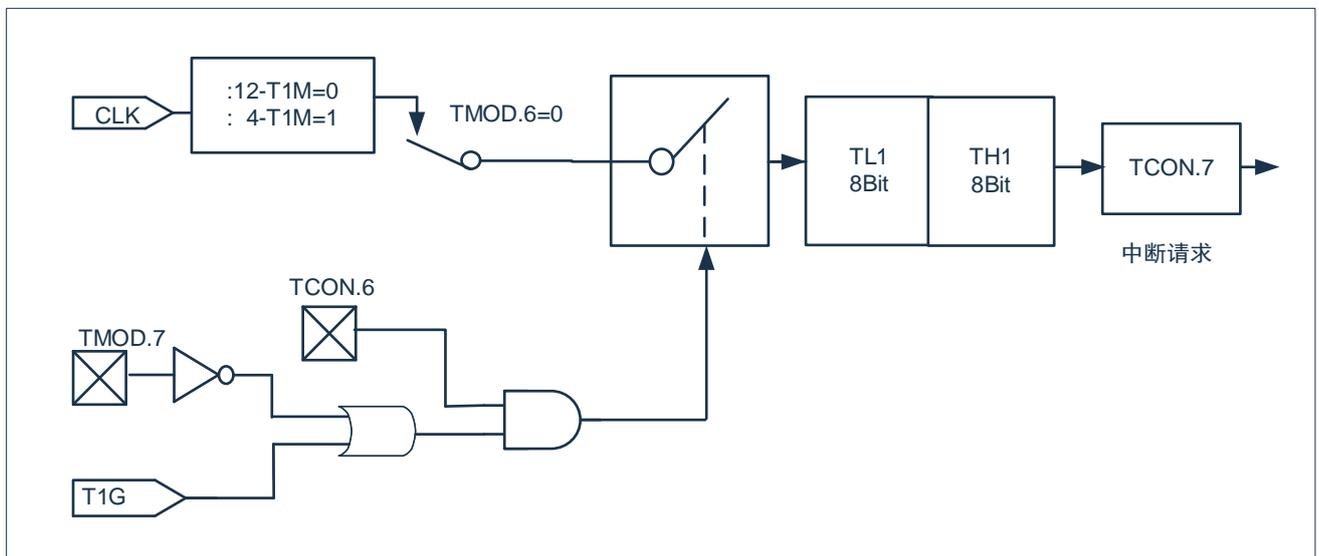 CLK
:12-T1M=0
: 4-T1M=1
TMOD.6=0
TL1
8Bit
TH1
8Bit
TCON.7
中断请求
TCON.6
TMOD.7
T1G